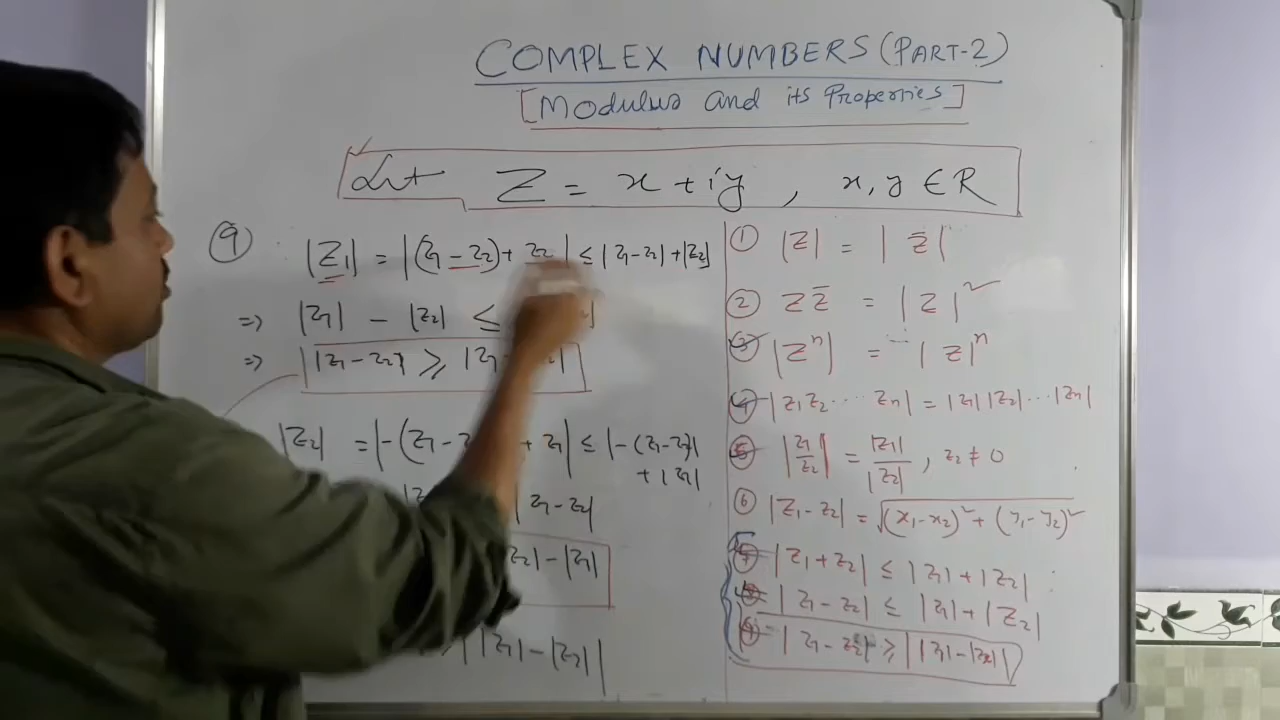 COMPLEX NUMBERS (PART-2)
[Modulus and its Properties]
Let Z = x + iy , x, y ∈ R
⑨ |Z1| = |(Z1 - Z2) + Z2| ≤ |Z1 - Z2| + |Z2|
⇒ |Z1| - |Z2| ≤
⇒ |Z1 - Z2| ≥ |Z1
|Z2| = |-(Z1 - + Z1| ≤ |-(Z1 - Z2)|
+ |Z1|
| Z1 - Z2|
|Z2| - |Z1|
||Z1| - |Z2||
① |Z| = |Z̄|
② Z Z̄ = |Z|²
③ |Zⁿ| = |Z|ⁿ
④ |Z1 Z2 ···· Zn| = |Z1| |Z2| ··· |Zn|
⑤ |Z1/Z2| = |Z1|/|Z2| , Z2 ≠ 0
⑥ |Z1 - Z2| = √(x1 - x2)² + (y1 - y2)²
⑦ |Z1 + Z2| ≤ |Z1| + |Z2|
⑧ |Z1 - Z2| ≤ |Z1| + |Z2|
⑨ |Z1 - Z2| ≥ ||Z1| - |Z2||